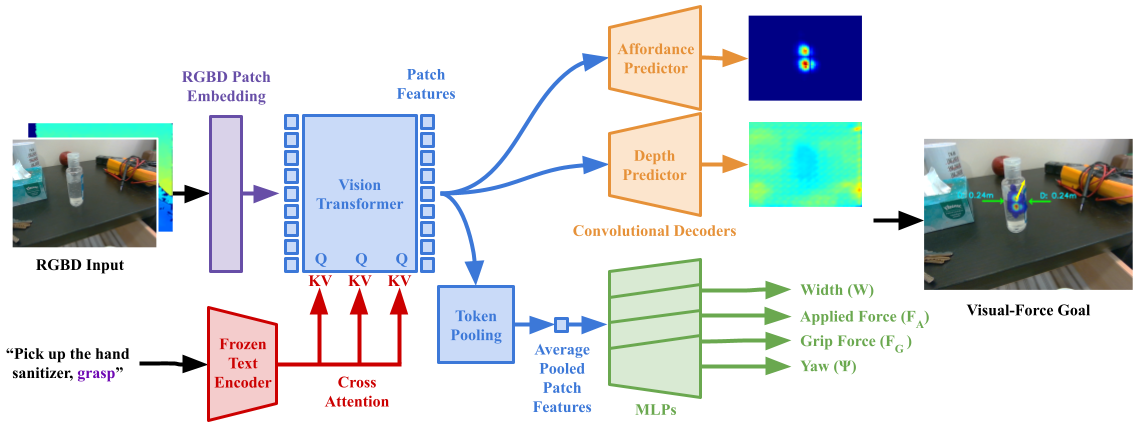 RGBD Input
"Pick up the hand
sanitizer, grasp"
RGBD Patch
Embedding
Frozen
Text
Encoder
Vision
Transformer
Q Q Q
KV KV KV
Cross
Attention
Patch
Features
Token
Pooling
Average
Pooled
Patch
Features
Affordance
Predictor
Depth
Predictor
Convolutional Decoders
MLPs
Width (W)
Applied Force (F_A)
Grip Force (F_G)
Yaw (Ψ)
D: 0.24m
D: 0.24m
Visual-Force Goal